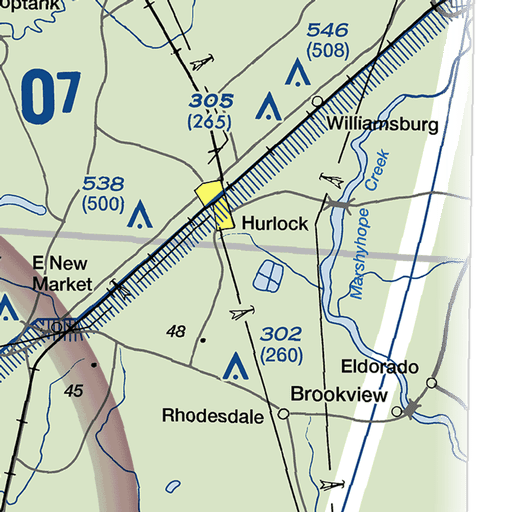 optank
546
(508)
07
305
(265)
Williamsburg
Creek
538
(500)
Marshyhope
Hurlock
E New
Market
48
302
(260)
45
Eldorado
Brookview
Rhodesdale